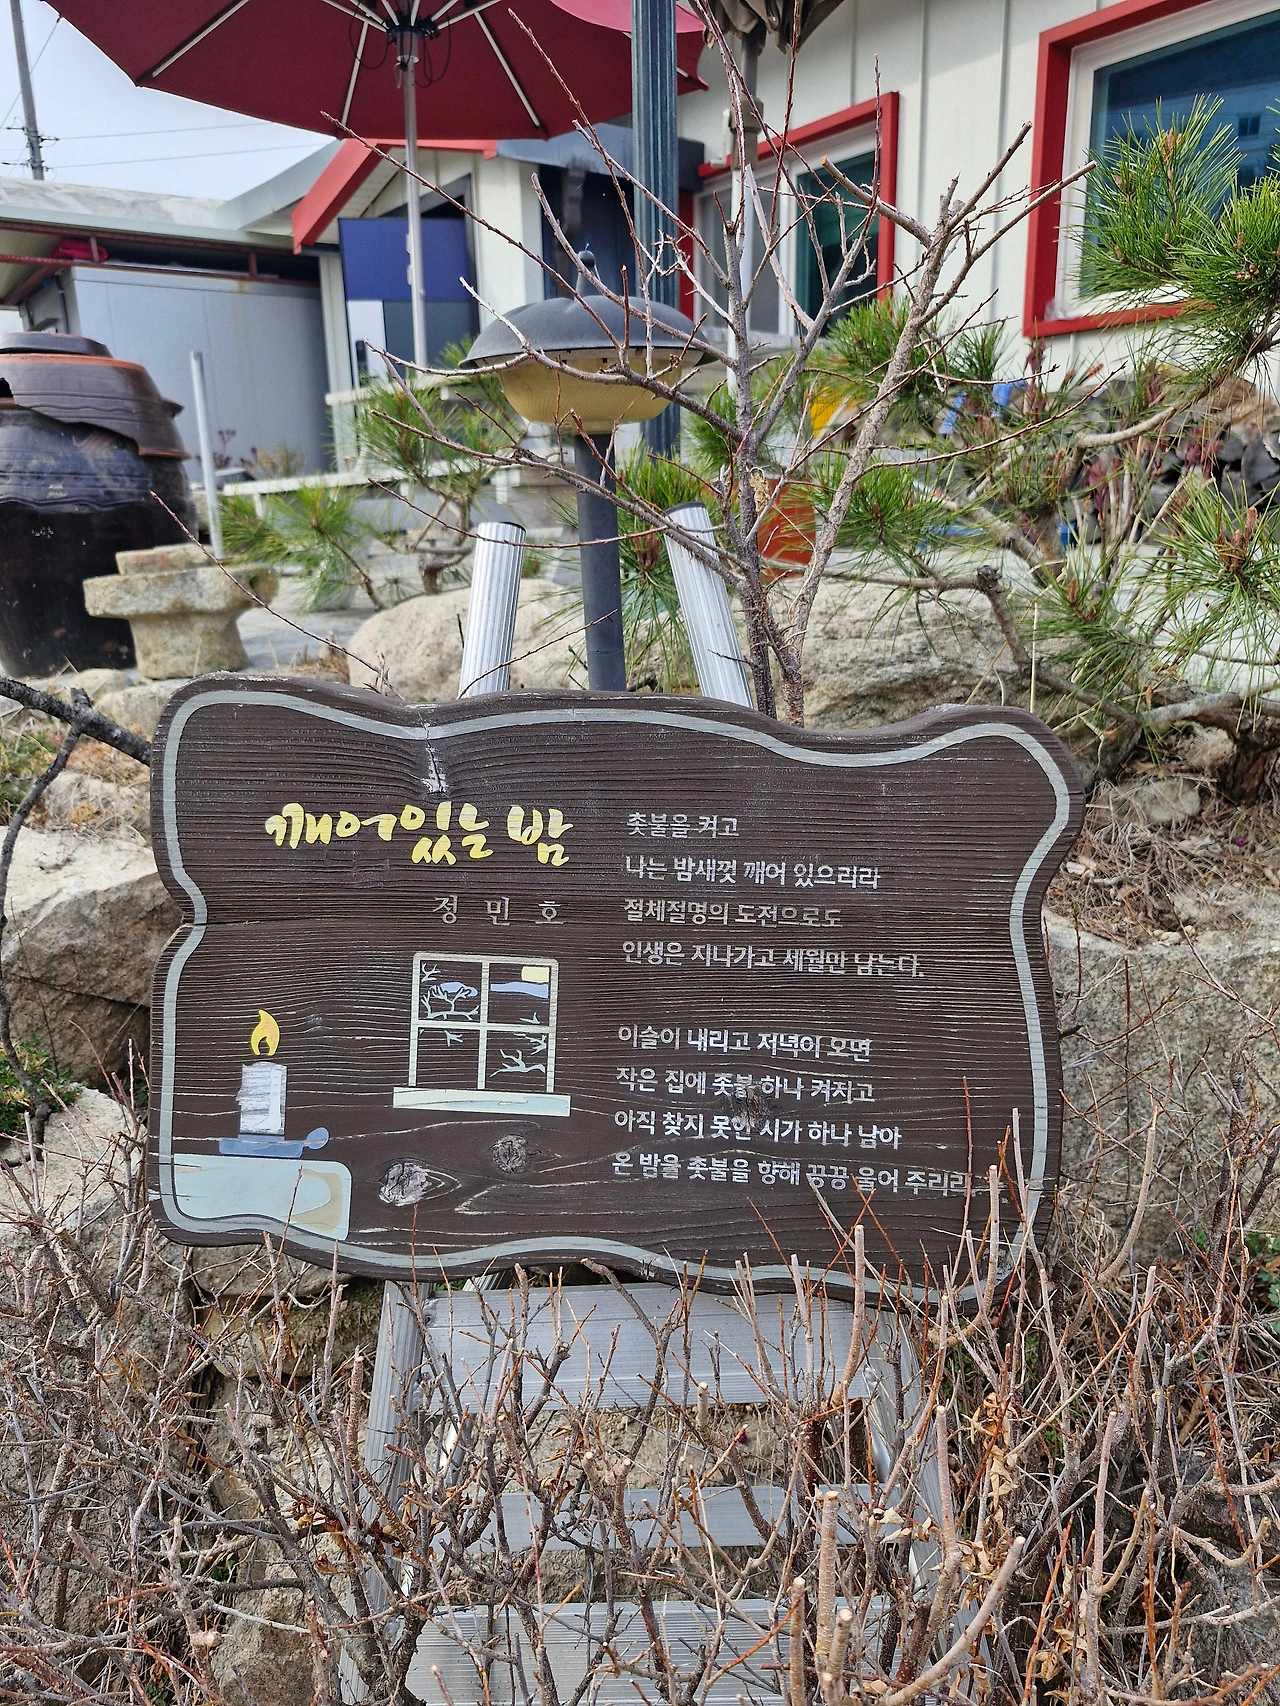 깨어있는 밤
정민호
촛불을 켜고
나는 밤새껏 깨어 있으리라
절체절명의 도전으로도
인생은 지나가고 세월만 남는다.
이슬이 내리고 저녁이 오면
작은 집에 촛불 하나 켜지고
아직 찾지 못한 시가 하나 남아
온 밤을 촛불을 향해 끙끙 울어 주리라